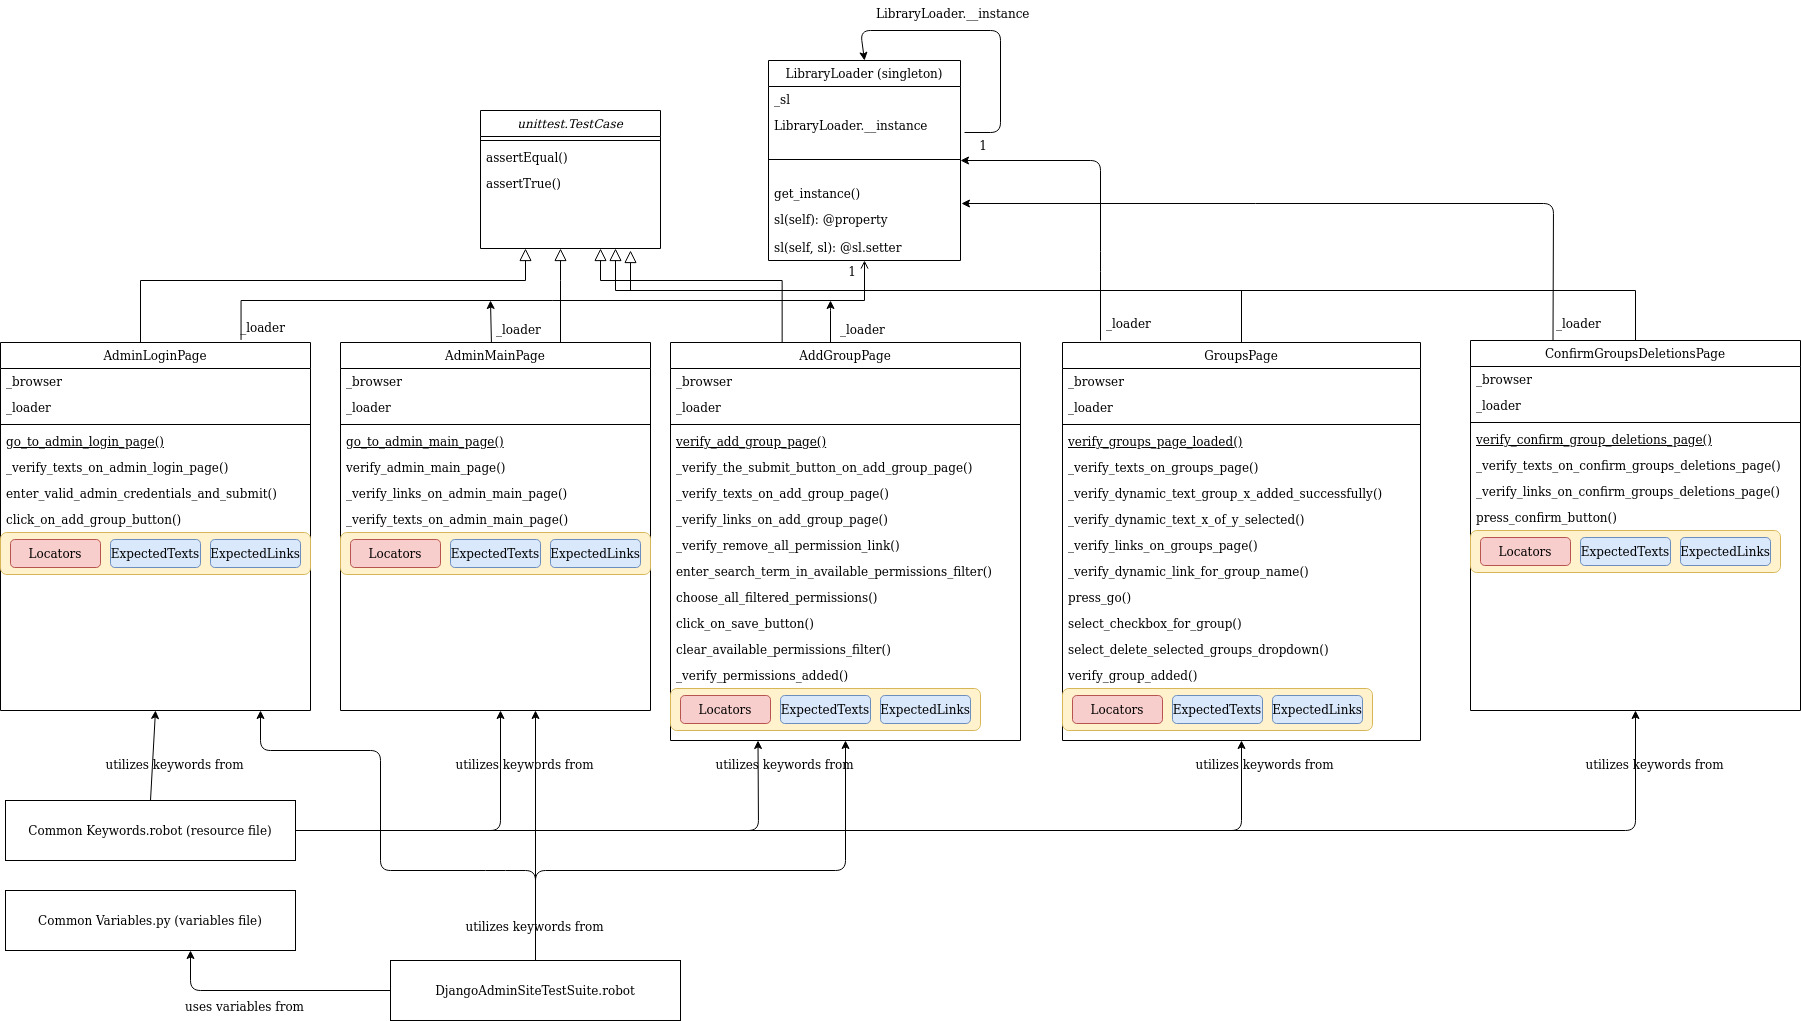 LibraryLoader.__instance
LibraryLoader (singleton)
_sl
LibraryLoader.__instance
get_instance()
sl(self): @property
sl(self, sl): @sl.setter
1
1
unittest.TestCase
assertEqual()
assertTrue()
_loader
_loader
_loader
_loader
_loader
AdminLoginPage
_browser
_loader
go_to_admin_login_page()
_verify_texts_on_admin_login_page()
enter_valid_admin_credentials_and_submit()
click_on_add_group_button()
Locators
ExpectedTexts
ExpectedLinks
AdminMainPage
_browser
_loader
go_to_admin_main_page()
verify_admin_main_page()
_verify_links_on_admin_main_page()
_verify_texts_on_admin_main_page()
Locators
ExpectedTexts
ExpectedLinks
AddGroupPage
_browser
_loader
verify_add_group_page()
_verify_the_submit_button_on_add_group_page()
_verify_texts_on_add_group_page()
_verify_links_on_add_group_page()
_verify_remove_all_permission_link()
enter_search_term_in_available_permissions_filter()
choose_all_filtered_permissions()
click_on_save_button()
clear_available_permissions_filter()
_verify_permissions_added()
Locators
ExpectedTexts
ExpectedLinks
GroupsPage
_browser
_loader
verify_groups_page_loaded()
_verify_texts_on_groups_page()
_verify_dynamic_text_group_x_added_successfully()
_verify_dynamic_text_x_of_y_selected()
_verify_links_on_groups_page()
_verify_dynamic_link_for_group_name()
press_go()
select_checkbox_for_group()
select_delete_selected_groups_dropdown()
verify_group_added()
Locators
ExpectedTexts
ExpectedLinks
ConfirmGroupsDeletionsPage
_browser
_loader
verify_confirm_group_deletions_page()
_verify_texts_on_confirm_groups_deletions_page()
_verify_links_on_confirm_groups_deletions_page()
press_confirm_button()
Locators
ExpectedTexts
ExpectedLinks
utilizes keywords from
utilizes keywords from
utilizes keywords from
utilizes keywords from
utilizes keywords from
Common Keywords.robot (resource file)
Common Variables.py (variables file)
utilizes keywords from
DjangoAdminSiteTestSuite.robot
uses variables from